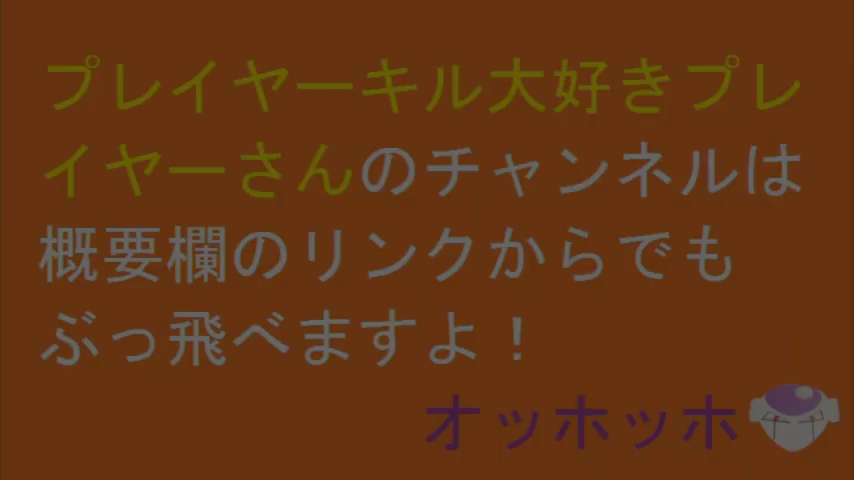 プレイヤーキル大好きプレ
イヤーさんのチャンネルは
概要欄のリンクからでも
ぶっ飛べますよ！
オッホッホ